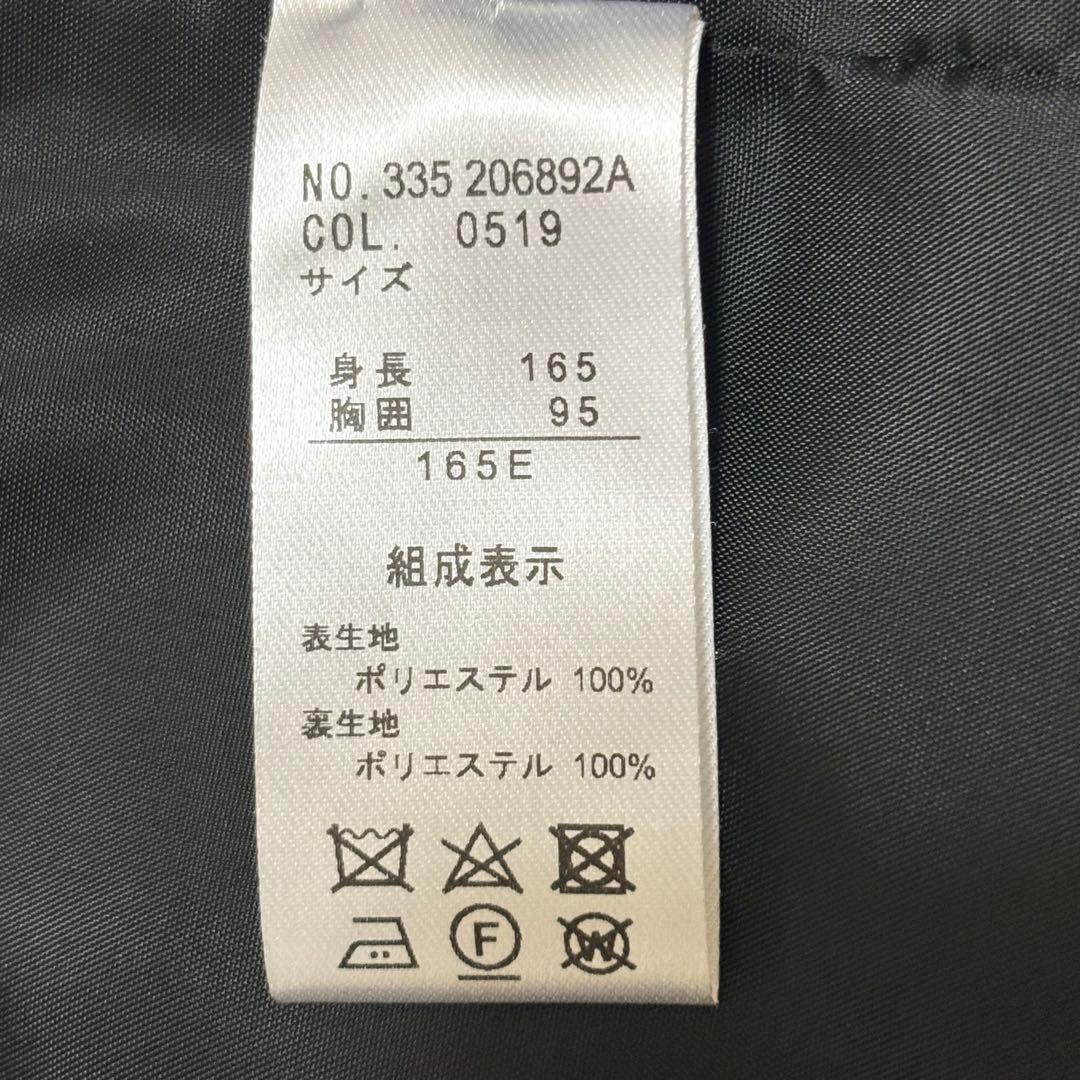 NO.335 206892A
COL. 0519
サイズ
身長 165
胸囲 95
165E
組成表示
表生地
ポリエステル 100%
裏生地
ポリエステル 100%
F
W